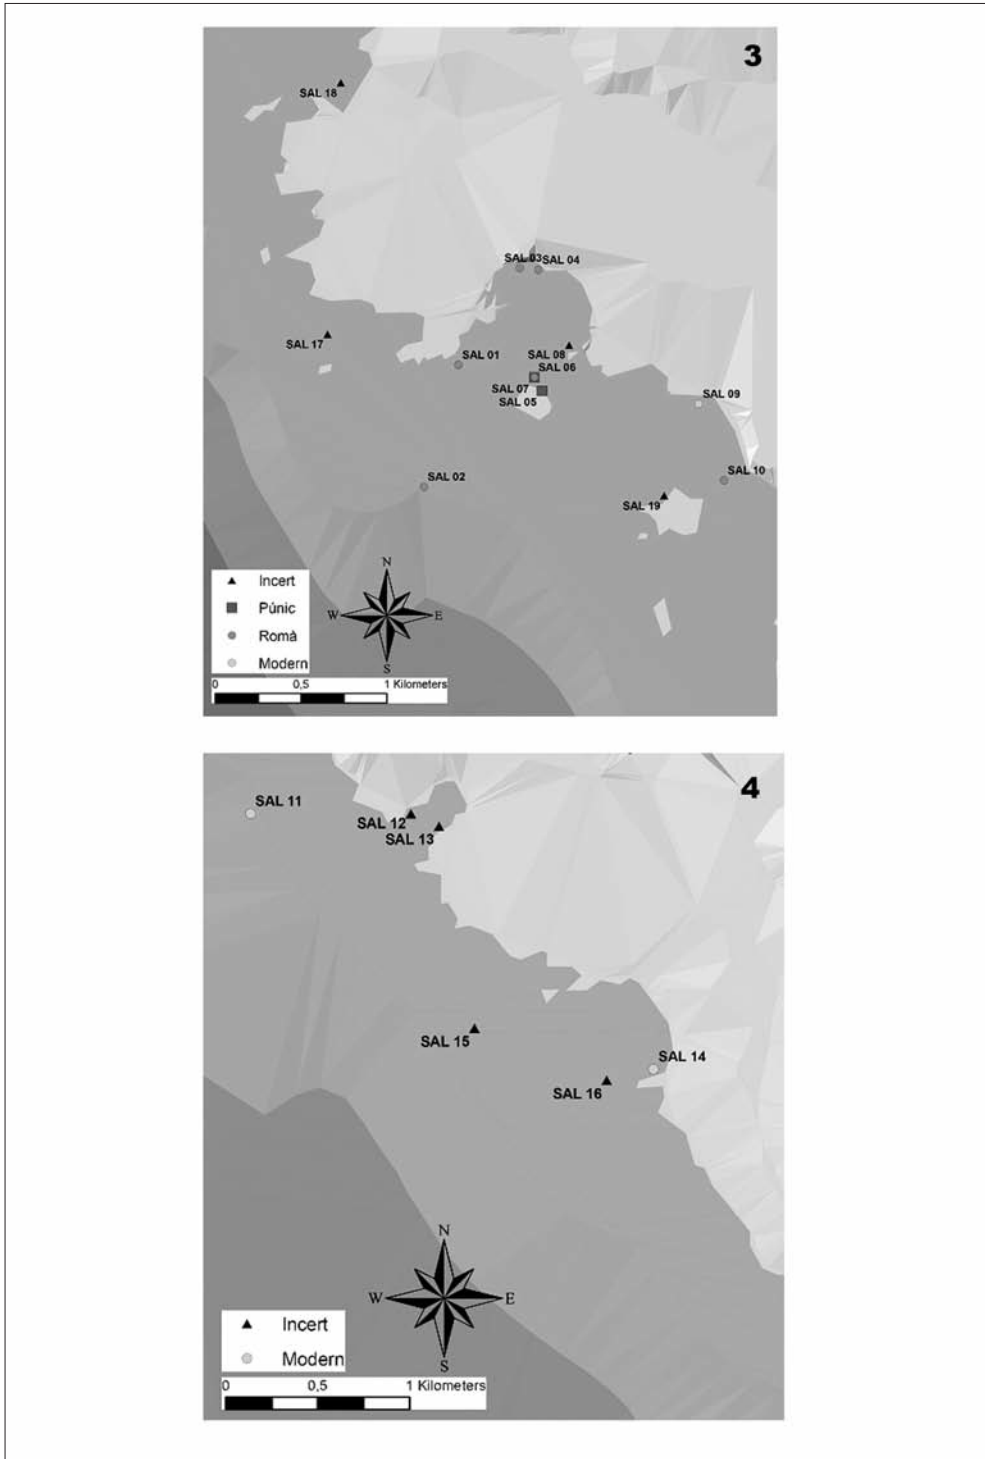 3
SAL 18
SAL 03
SAL 04
SAL 17
SAL 01
SAL 08
SAL 06
SAL 07
SAL 05
SAL 09
SAL 02
SAL 10
SAL 19
N
W
E
S
Incert
Púnic
Romà
Modern
0 0,5 1 Kilometers
4
SAL 11
SAL 12
SAL 13
SAL 15
SAL 14
SAL 16
N
W
E
S
Incert
Modern
0 0,5 1 Kilometers